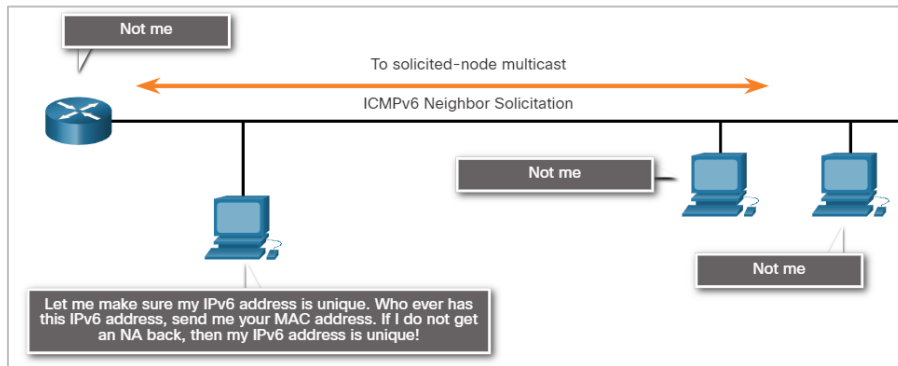 Not me
To solicited-node multicast
ICMPv6 Neighbor Solicitation
Not me
Not me
Let me make sure my IPv6 address is unique. Who ever has
this IPv6 address, send me your MAC address. If I do not get
an NA back, then my IPv6 address is unique!